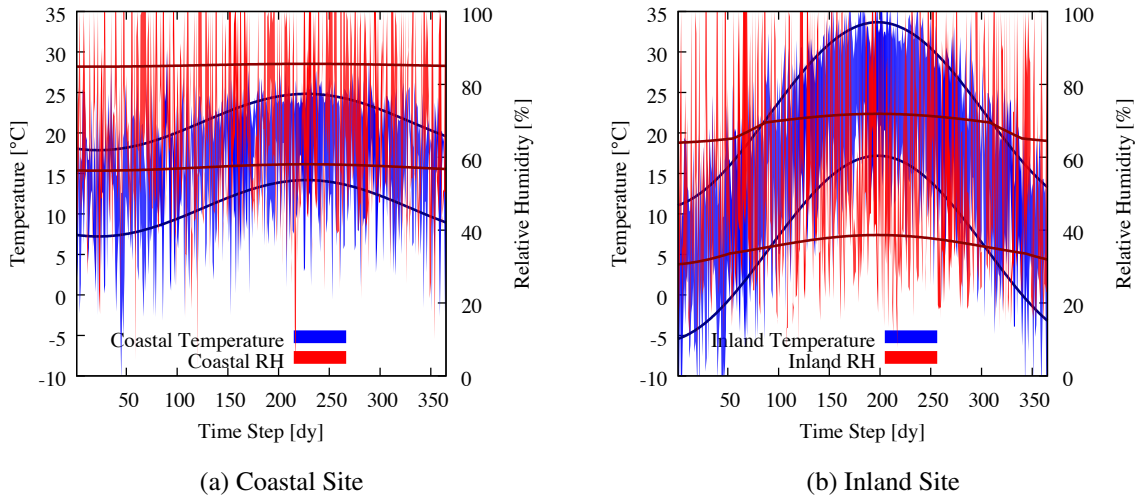 35
30
25
20
15
10
5
0
-5
-10
Temperature [°C]
100
80
60
40
20
0
Relative Humidity [%]
Coastal Temperature
Coastal RH
50 100 150 200 250 300 350
Time Step [dy]
(a) Coastal Site
35
30
25
20
15
10
5
0
-5
-10
Temperature [°C]
100
80
60
40
20
0
Relative Humidity [%]
Inland Temperature
Inland RH
50 100 150 200 250 300 350
Time Step [dy]
(b) Inland Site